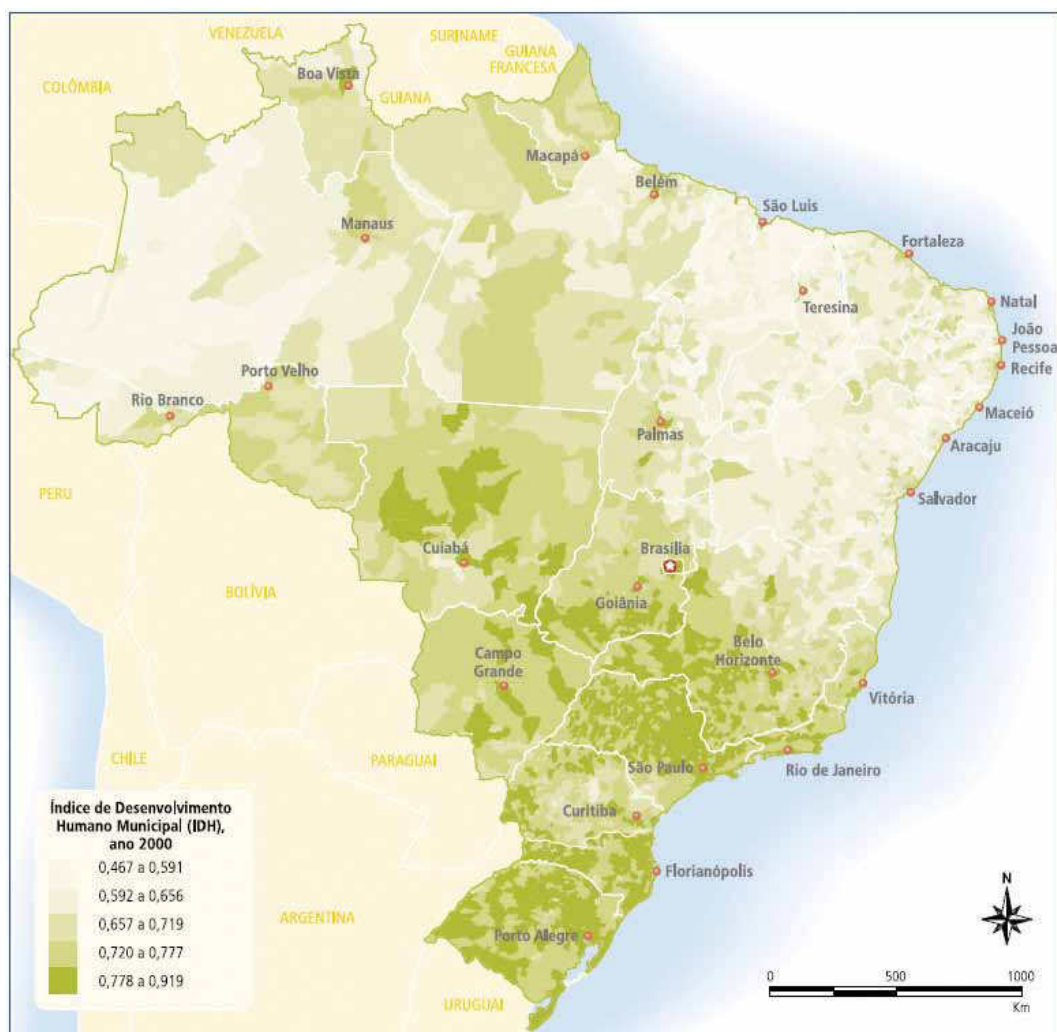 VENEZUELA
SURINAME
GUIANA
FRANCESA
COLÔMBIA
Boa Vista
GUIANA
Macapá
Belém
São Luis
Manaus
Fortaleza
Teresina
Natal
João
Pessoa
Recife
Porto Velho
Rio Branco
Maceió
Palmas
Aracaju
PERU
Salvador
Cuiabá
Brasília
BOLÍVIA
Goiânia
Belo
Horizonte
Campo
Grande
Vitória
CHILE
PARAGUAI
São Paulo
Rio de Janeiro
Curitiba
Florianópolis
ARGENTINA
Porto Alegre
URUGUAI
Índice de Desenvolvimento
Humano Municipal (IDH),
ano 2000
0,467 a 0,591
0,592 a 0,656
0,657 a 0,719
0,720 a 0,777
0,778 a 0,919
N
0 500 1000
Km